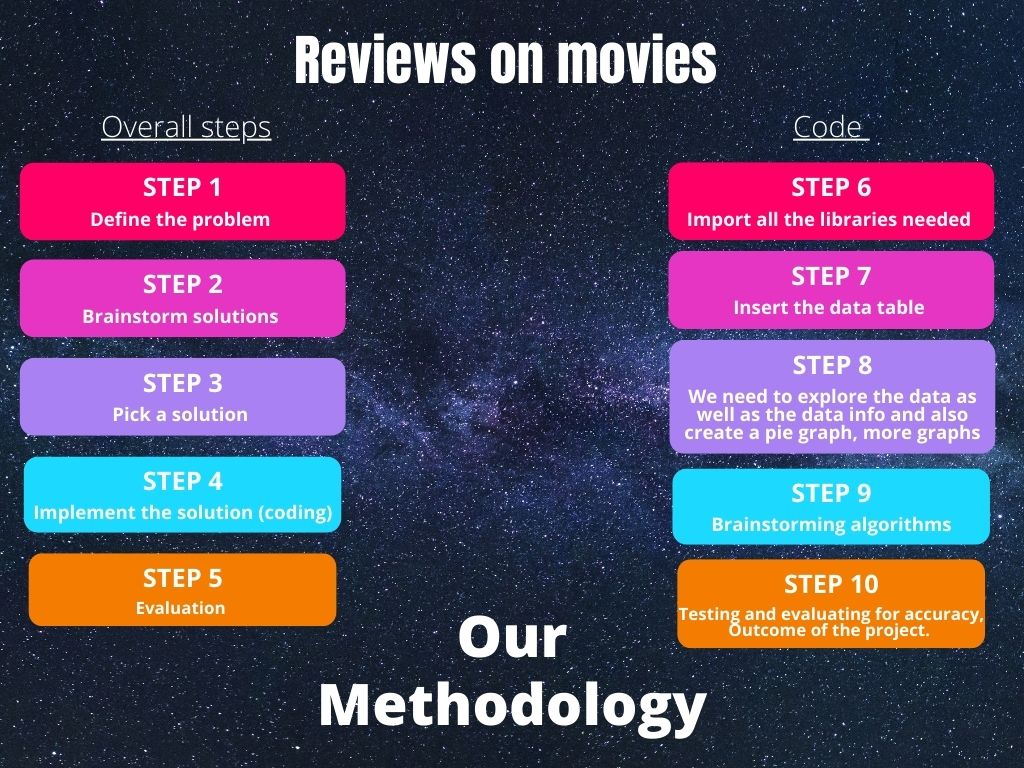 Reviews on movies
Overall steps
STEP 1
Define the problem
STEP 2
Brainstorm solutions
STEP 3
Pick a solution
STEP 4
Implement the solution (coding)
STEP 5
Evaluation
Code
STEP 6
Import all the libraries needed
STEP 7
Insert the data table
STEP 8
We need to explore the data as
well as the data info and also
create a pie graph, more graphs
STEP 9
Brainstorming algorithms
STEP 10
Testing and evaluating for accuracy,
Outcome of the project.
Our
Methodology